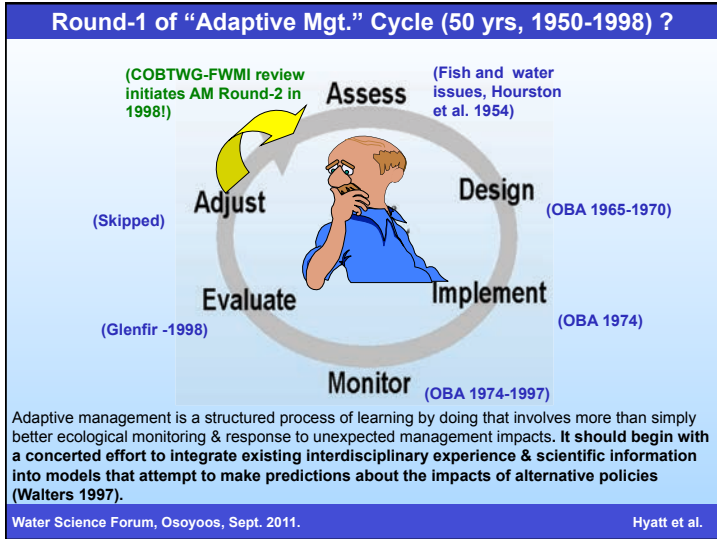 Round-1 of “Adaptive Mgt.” Cycle (50 yrs, 1950-1998) ?
(COBTWG-FWMI review
initiates AM Round-2 in
1998!)
Assess
(Fish and water
issues, Hourston
et al. 1954)
Design
(OBA 1965-1970)
Implement
(OBA 1974)
Monitor
(OBA 1974-1997)
Evaluate
(Glenfir -1998)
Adjust
(Skipped)
Adaptive management is a structured process of learning by doing that involves more than simply
better ecological monitoring & response to unexpected management impacts. It should begin with
a concerted effort to integrate existing interdisciplinary experience & scientific information
into models that attempt to make predictions about the impacts of alternative policies
(Walters 1997).
Water Science Forum, Osoyoos, Sept. 2011.
Hyatt et al.